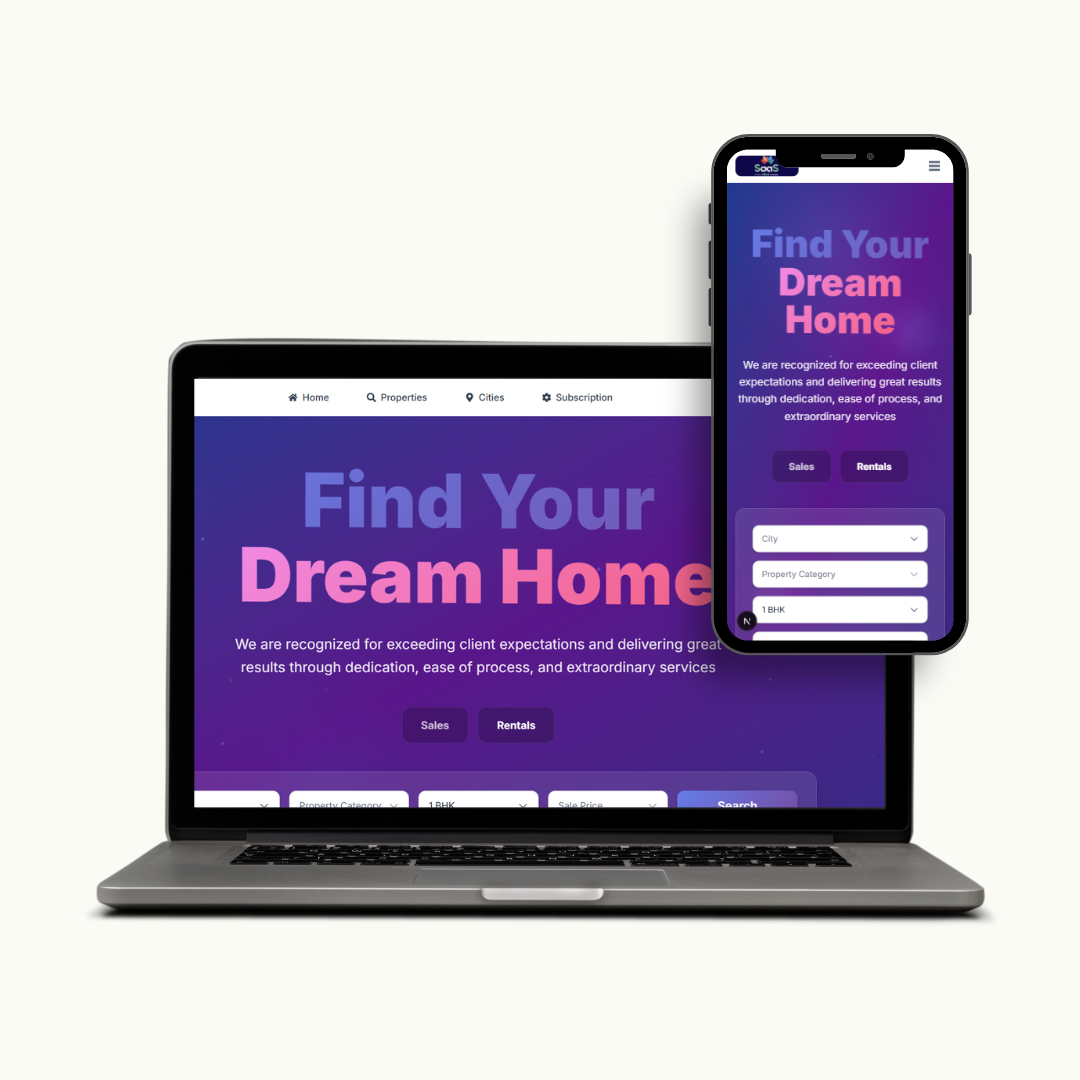 Home Properties Cities Subscription
Find Your
Dream Home
We are recognized for exceeding client expectations and delivering great
results through dedication, ease of process, and extraordinary services
Sales Rentals
Property Category 1 BHK Sale Price Search
SaaS
Find Your
Dream
Home
We are recognized for exceeding client
expectations and delivering great results
through dedication, ease of process, and
extraordinary services
Sales Rentals
City
Property Category
1 BHK
N